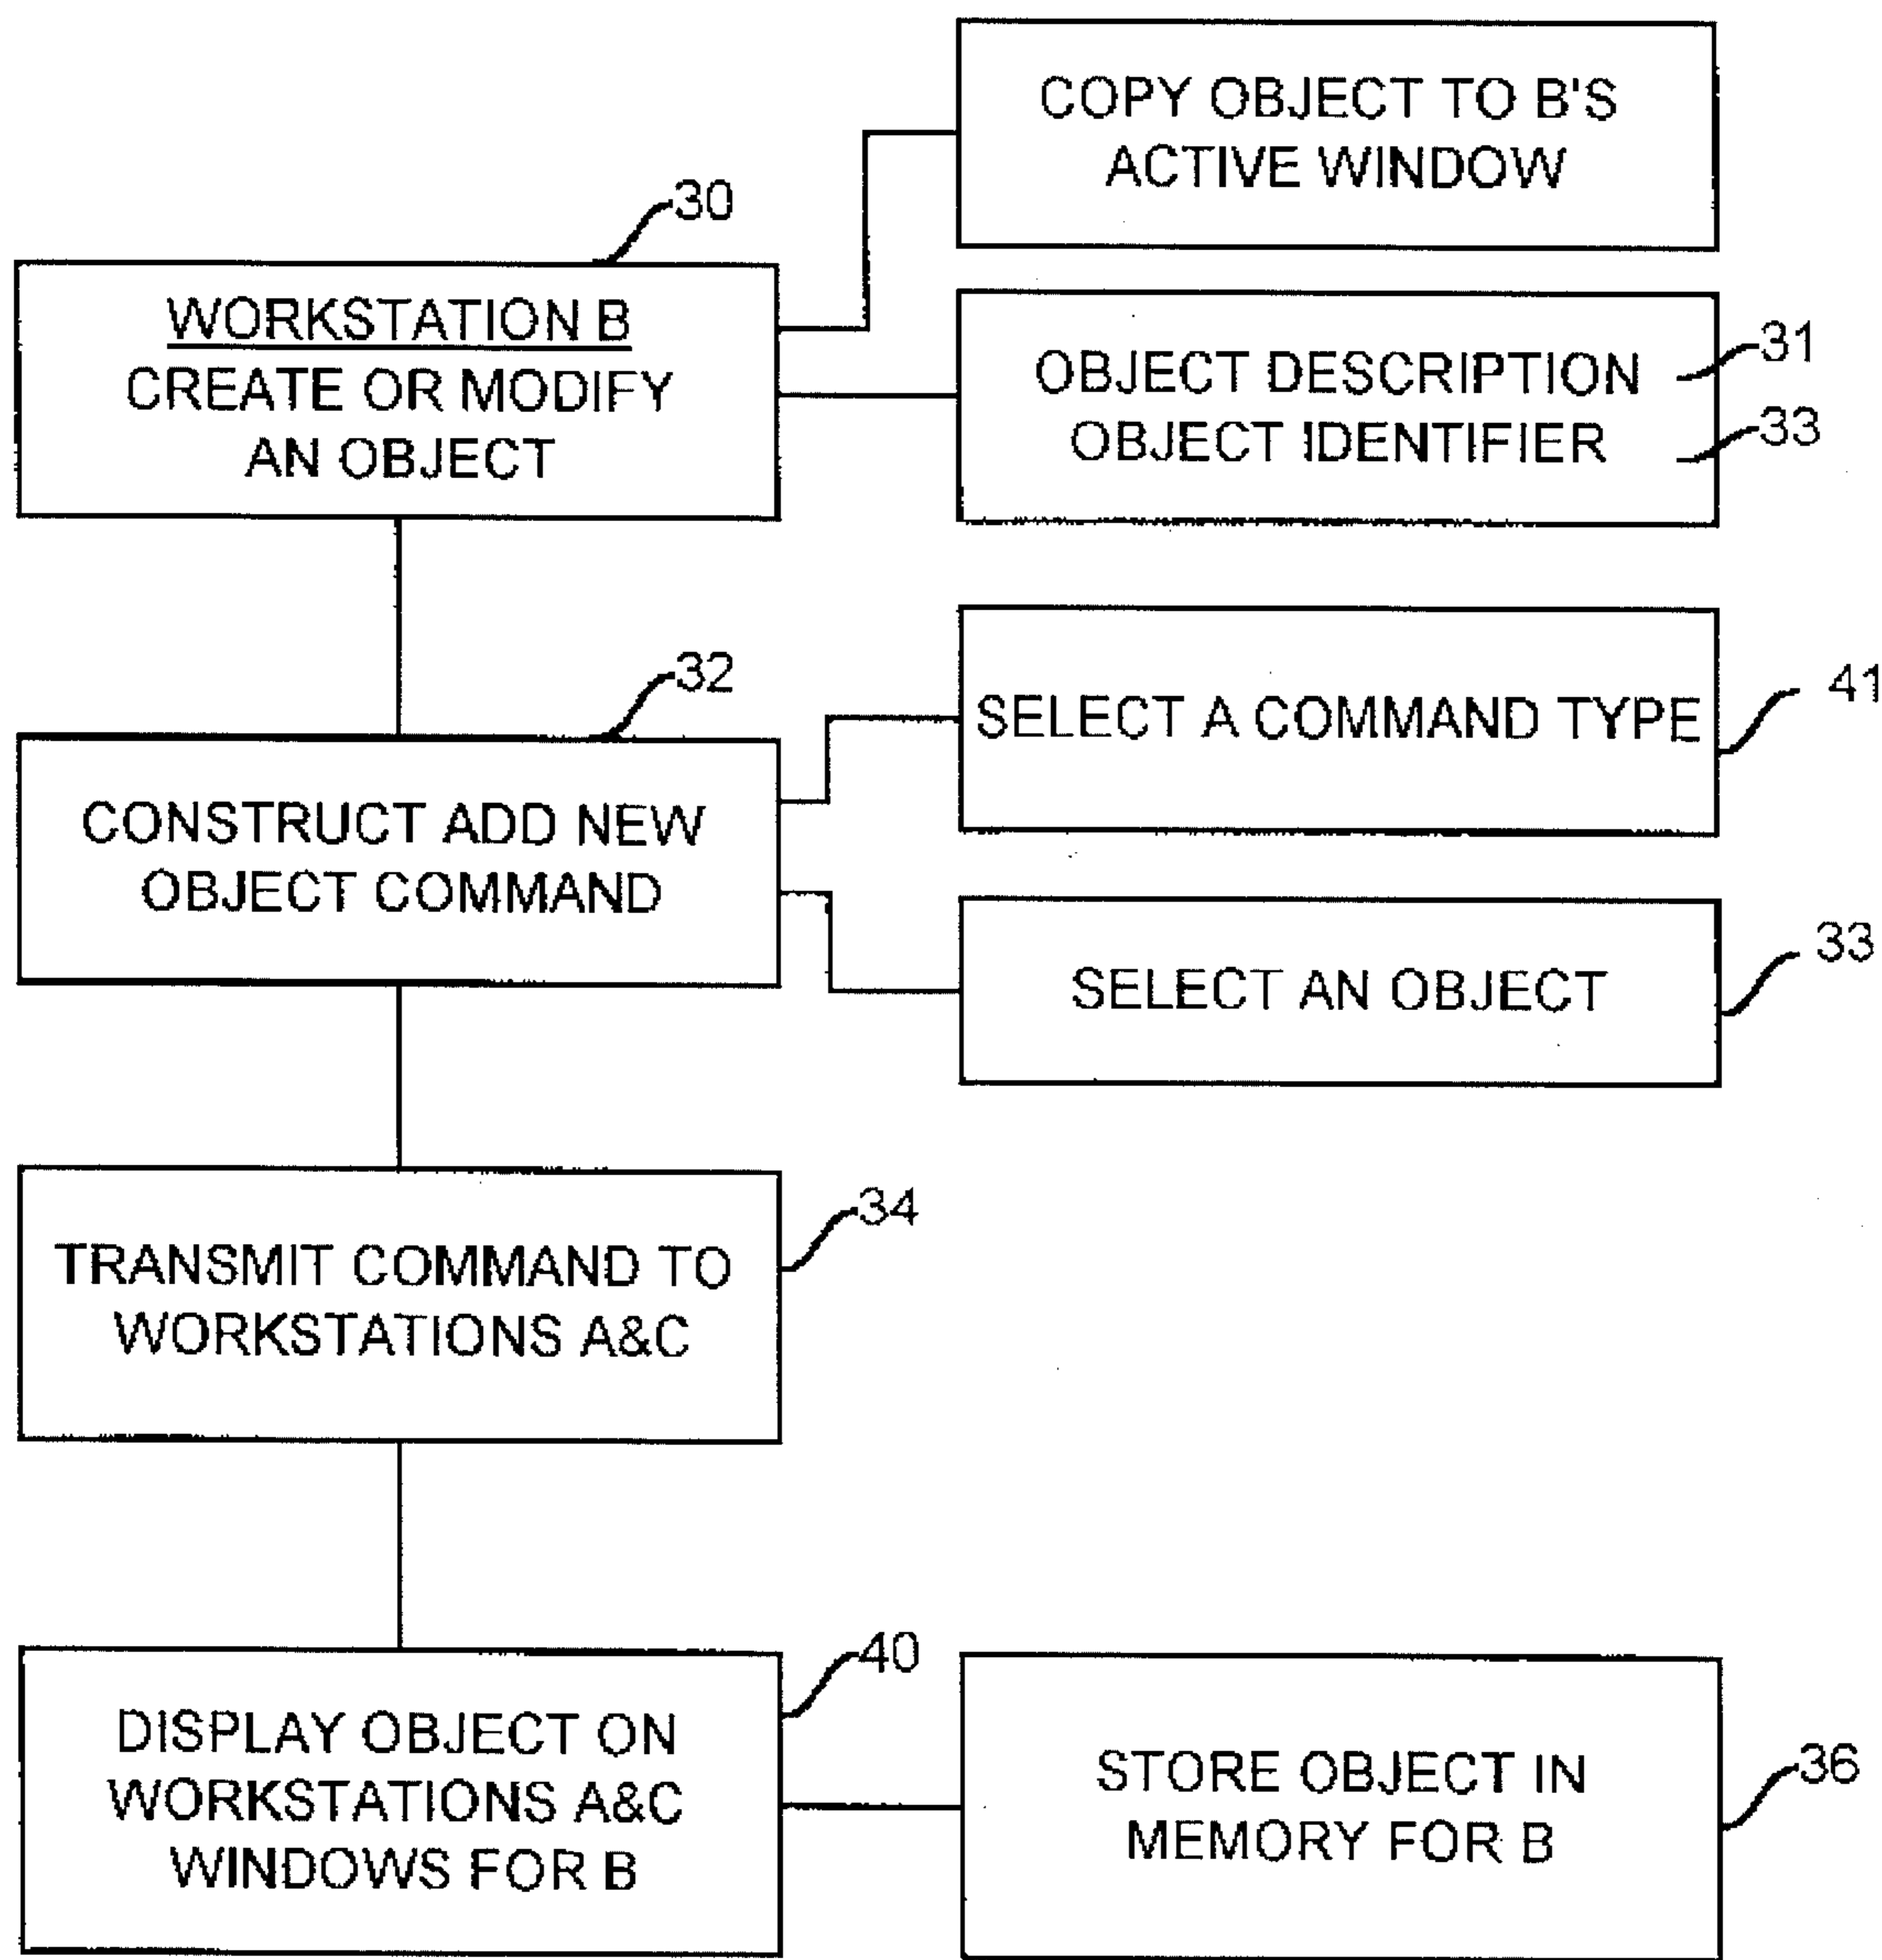 COPY OBJECT TO B'S
ACTIVE WINDOW
30
WORKSTATION B
CREATE OR MODIFY
AN OBJECT
OBJECT DESCRIPTION 31
OBJECT IDENTIFIER 33
32
SELECT A COMMAND TYPE 41
CONSTRUCT ADD NEW
OBJECT COMMAND
SELECT AN OBJECT 33
34
TRANSMIT COMMAND TO
WORKSTATIONS A&C
40
DISPLAY OBJECT ON
WORKSTATIONS A&C
WINDOWS FOR B
STORE OBJECT IN
MEMORY FOR B
36